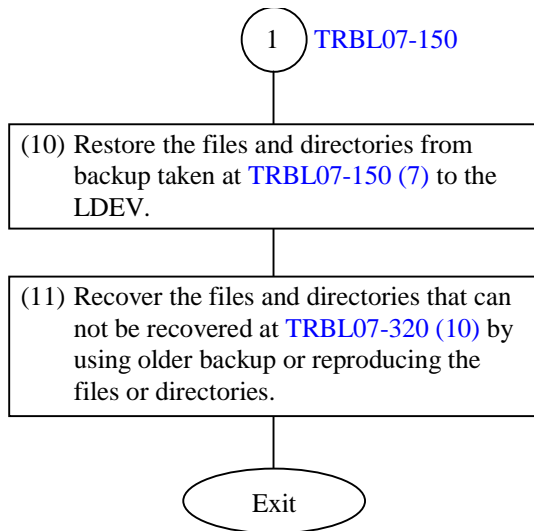 1 TRBL07-150
(10) Restore the files and directories from
backup taken at TRBL07-150 (7) to the
LDEV.
(11) Recover the files and directories that can
not be recovered at TRBL07-320 (10) by
using older backup or reproducing the
files or directories.
Exit